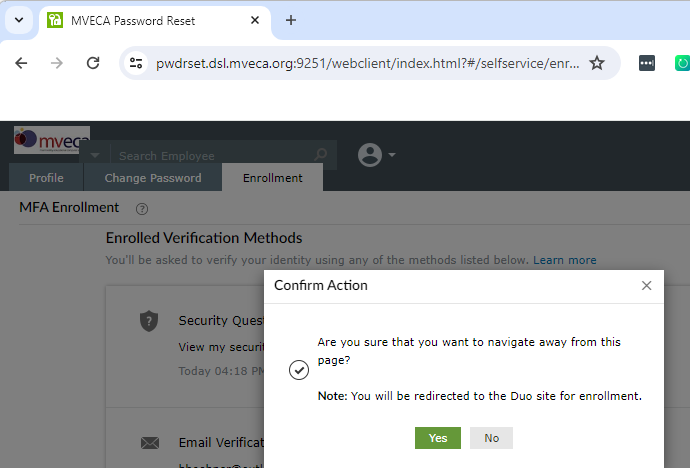 MVECA Password Reset
pwdrset.dsl.mveca.org:9251/webclient/index.html?#/selfservice/enr...
mveca
Search Employee
Profile
Change Password
Enrollment
MFA Enrollment
Enrolled Verification Methods
You'll be asked to verify your identity using any of the methods listed below. Learn more
Confirm Action
Security Quest
View my securit
Today 04:18 PM
Are you sure that you want to navigate away from this
page?
Note: You will be redirected to the Duo site for enrollment.
Yes
No
Email Verificat